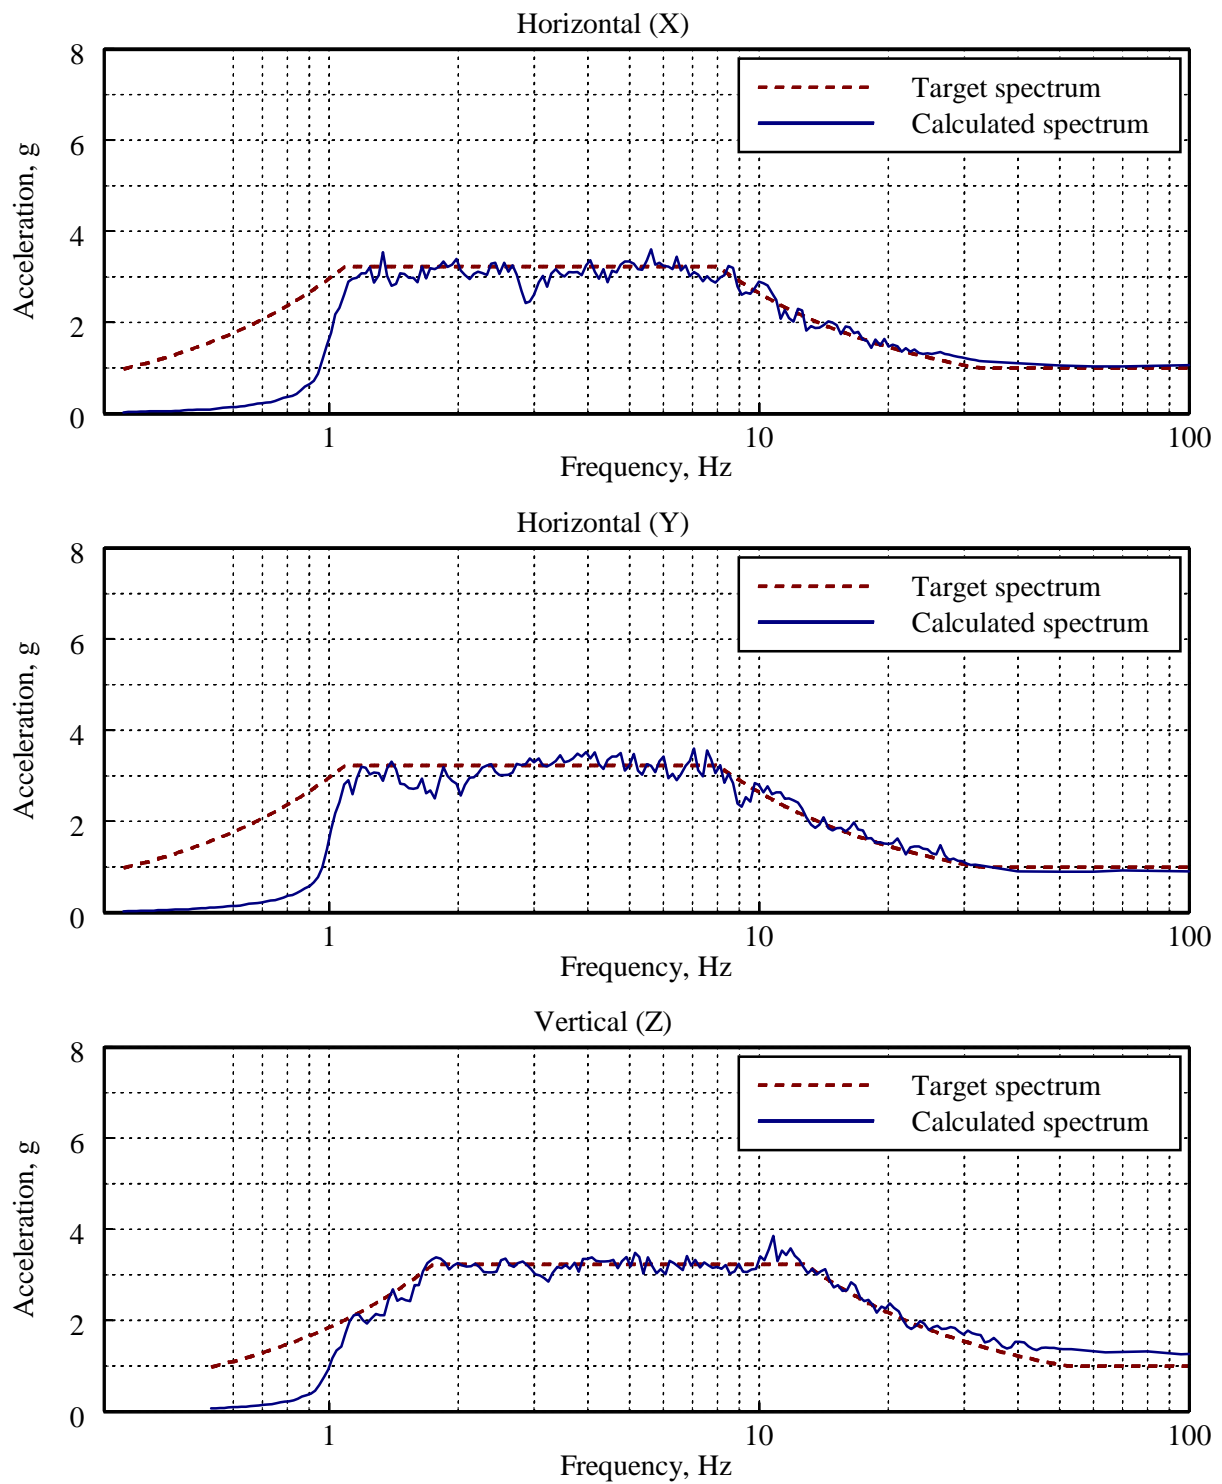 Horizontal (X)
8
6
4
2
0
Acceleration, g
Target spectrum
Calculated spectrum
1
10
100
Frequency, Hz
Horizontal (Y)
8
6
4
2
0
Acceleration, g
Target spectrum
Calculated spectrum
1
10
100
Frequency, Hz
Vertical (Z)
8
6
4
2
0
Acceleration, g
Target spectrum
Calculated spectrum
1
10
100
Frequency, Hz